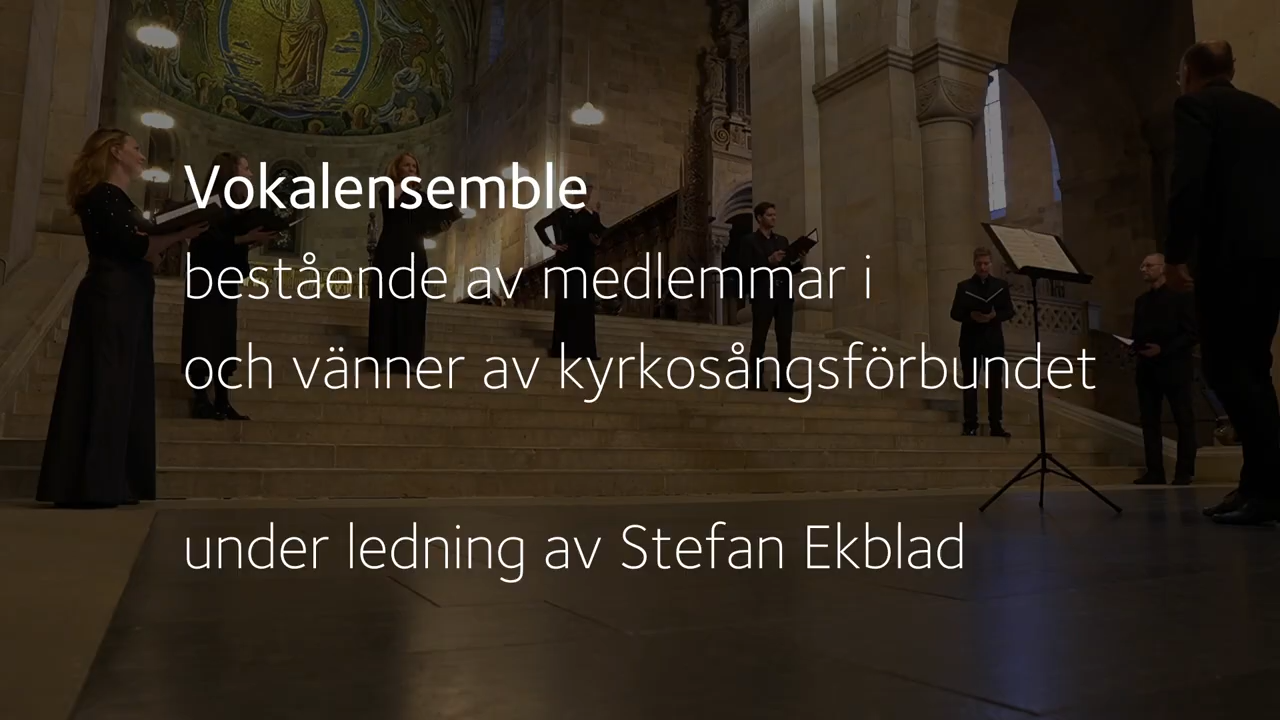 Vokalensemble
bestående av medlemmar i
och vänner av kyrkosångsförbundet
under ledning av Stefan Ekblad